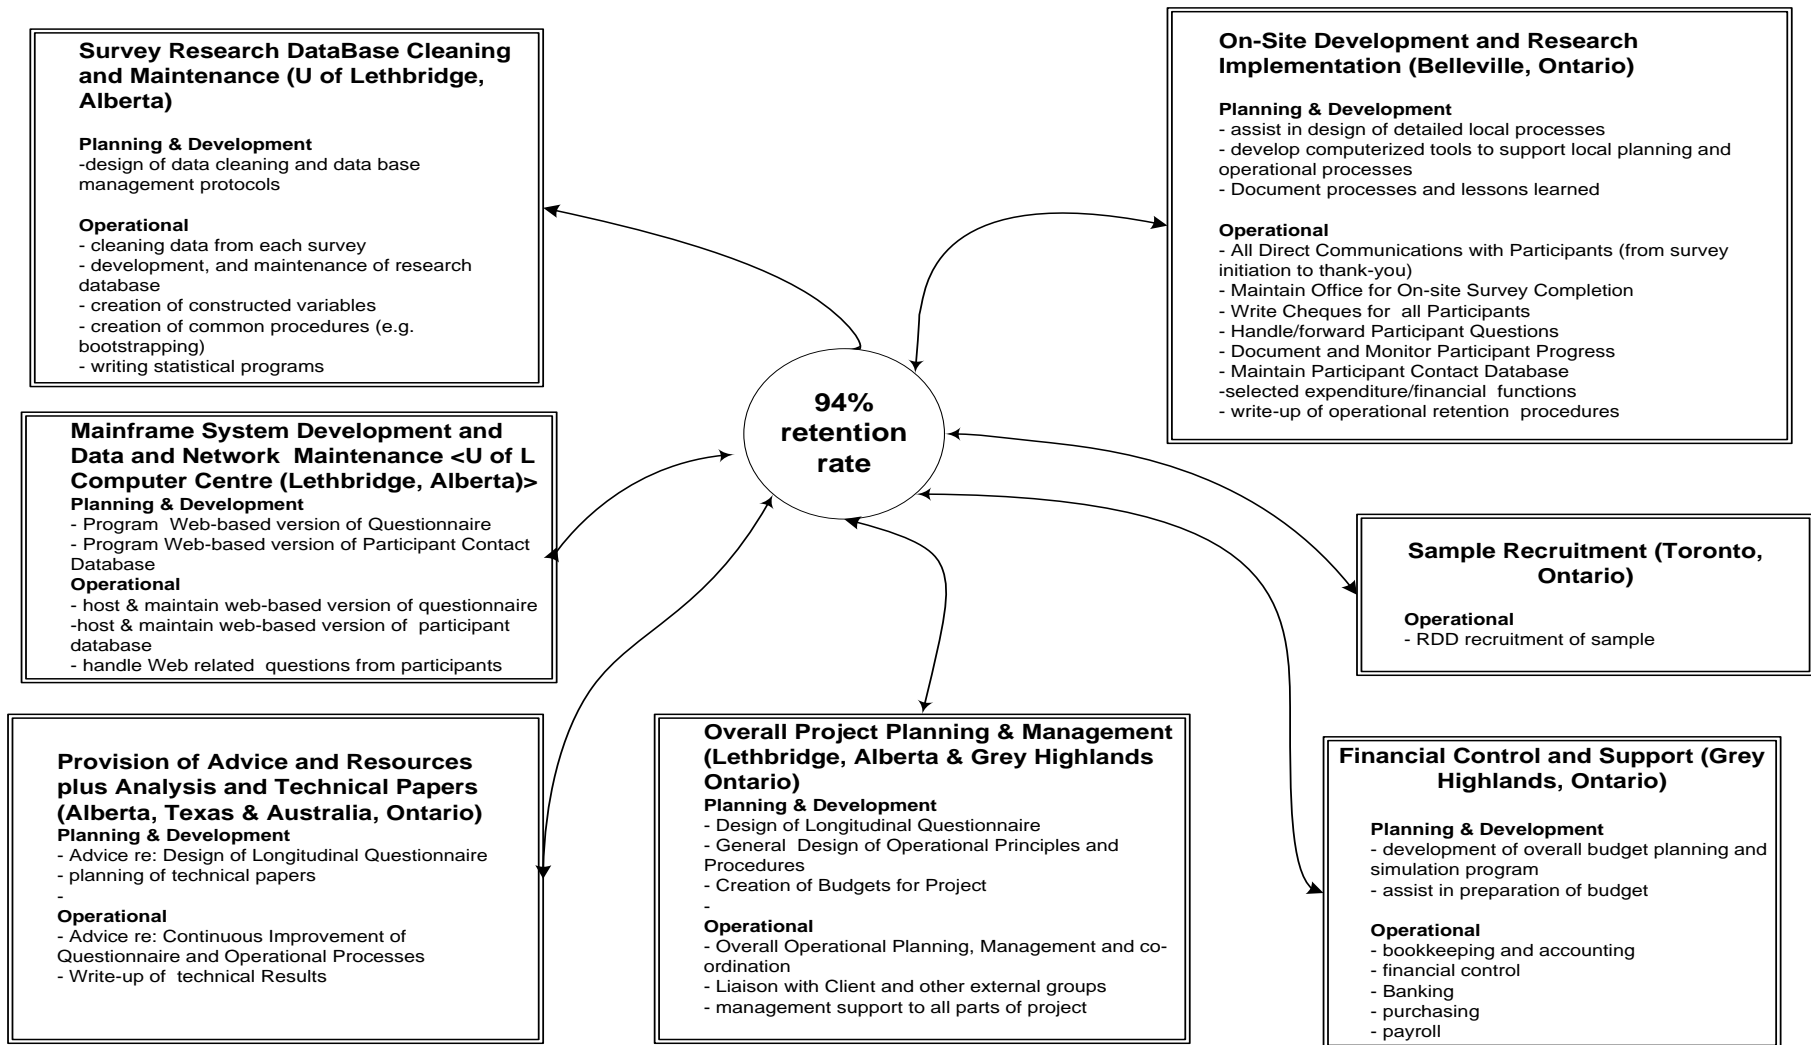 Survey Research DataBase Cleaning
and Maintenance (U of Lethbridge,
Alberta)
Planning & Development
-design of data cleaning and data base
management protocols
Operational
- cleaning data from each survey
- development, and maintenance of research
database
- creation of constructed variables
- creation of common procedures (e.g.
bootstrapping)
- writing statistical programs
On-Site Development and Research
Implementation (Belleville, Ontario)
Planning & Development
- assist in design of detailed local processes
- develop computerized tools to support local planning and
operational processes
- Document processes and lessons learned
Operational
- All Direct Communications with Participants (from survey
initiation to thank-you)
- Maintain Office for On-site Survey Completion
- Write Cheques for all Participants
- Handle/forward Participant Questions
- Document and Monitor Participant Progress
- Maintain Participant Contact Database
-selected expenditure/financial functions
- write-up of operational retention procedures
94%
retention
rate
Mainframe System Development and
Data and Network Maintenance <U of L
Computer Centre (Lethbridge, Alberta)>
Planning & Development
- Program Web-based version of Questionnaire
- Program Web-based version of Participant Contact
Database
Operational
- host & maintain web-based version of questionnaire
-host & maintain web-based version of participant
database
- handle Web related questions from participants
Sample Recruitment (Toronto,
Ontario)
Operational
- RDD recruitment of sample
Provision of Advice and Resources
plus Analysis and Technical Papers
(Alberta, Texas & Australia, Ontario)
Planning & Development
- Advice re: Design of Longitudinal Questionnaire
- planning of technical papers
-
Operational
- Advice re: Continuous Improvement of
Questionnaire and Operational Processes
- Write-up of technical Results
Overall Project Planning & Management
(Lethbridge, Alberta & Grey Highlands
Ontario)
Planning & Development
- Design of Longitudinal Questionnaire
- General Design of Operational Principles and
Procedures
- Creation of Budgets for Project
-
Operational
- Overall Operational Planning, Management and co-
ordination
- Liaison with Client and other external groups
- management support to all parts of project
Financial Control and Support (Grey
Highlands, Ontario)
Planning & Development
- development of overall budget planning and
simulation program
- assist in preparation of budget
Operational
- bookkeeping and accounting
- financial control
- Banking
- purchasing
- payroll